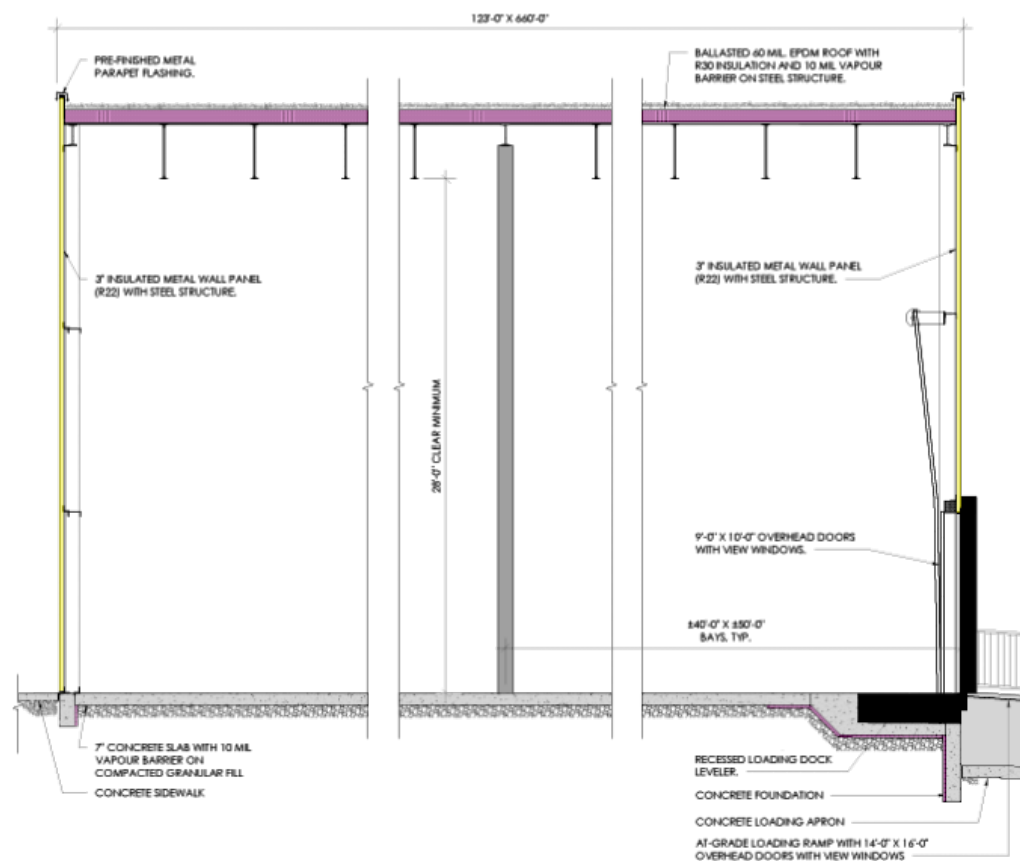 123'-0" X 660'-0"
PRE-FINISHED METAL
PARAPET FLASHING.
BALLASTED 60 MIL. EPDM ROOF WITH
R30 INSULATION AND 10 MIL VAPOUR
BARRIER ON STEEL STRUCTURE.
3" INSULATED METAL WALL PANEL
(R22) WITH STEEL STRUCTURE.
3" INSULATED METAL WALL PANEL
(R22) WITH STEEL STRUCTURE.
28'-0" CLEAR MINIMUM
9'-0" X 10'-0" OVERHEAD DOORS
WITH VIEW WINDOWS.
±40'-0" X ±50'-0"
BAYS, TYP.
7" CONCRETE SLAB WITH 10 MIL
VAPOUR BARRIER ON
COMPACTED GRANULAR FILL
CONCRETE SIDEWALK
RECESSED LOADING DOCK
LEVELER.
CONCRETE FOUNDATION
CONCRETE LOADING APRON
AT-GRADE LOADING RAMP WITH 14'-0" X 16'-0"
OVERHEAD DOORS WITH VIEW WINDOWS